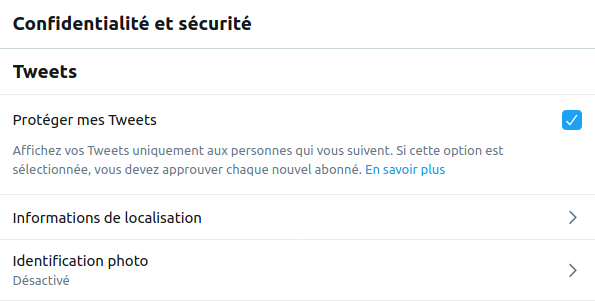 Confidentialité et sécurité
Tweets
Protéger mes Tweets
Affichez vos Tweets uniquement aux personnes qui vous suivent. Si cette option est
sélectionnée, vous devez approuver chaque nouvel abonné. En savoir plus
Informations de localisation
Identification photo
Désactivé